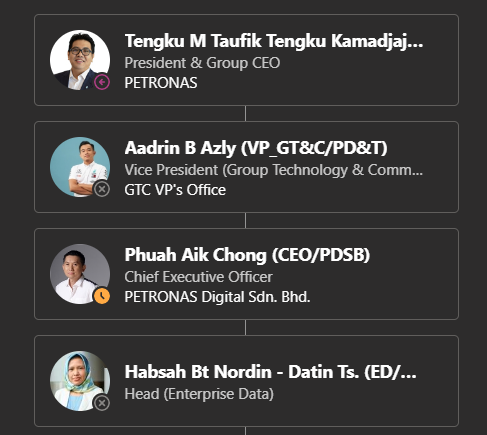 Tengku M Taufik Tengku Kamadjaj...
President & Group CEO
PETRONAS
Aadrin B Azly (VP_GT&C/PD&T)
Vice President (Group Technology & Comm...
GTC VP's Office
Phuah Aik Chong (CEO/PDSB)
Chief Executive Officer
PETRONAS Digital Sdn. Bhd.
Habsah Bt Nordin - Datin Ts. (ED/...
Head (Enterprise Data)